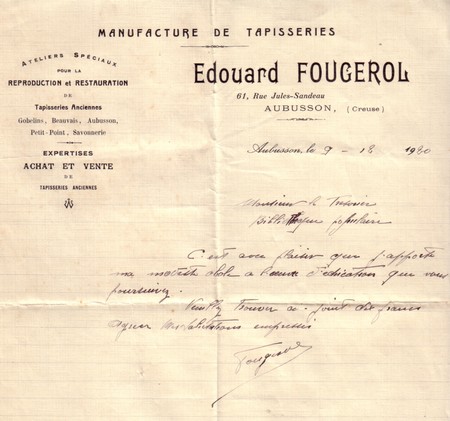 MANUFACTURE DE TAPISSERIES
ATELIERS SPÉCIAUX
POUR LA
REPRODUCTION et RESTAURATION
DE
Tapisseries Anciennes
Gobelins, Beauvais, Aubusson,
Petit-Point, Savonnerie
EXPERTISES
ACHAT ET VENTE
DE
TAPISSERIES ANCIENNES
Edouard FOUGEROL
61, Rue Jules-Sandeau
AUBUSSON, (Creuse)
Aubusson, le 9 - 12 1920
Monsieur le Trésorier
Bibliothèque populaire
C'est avec plaisir que j'apporte
ma modeste obole à l'œuvre d'éducation que vous
poursuivez.
Veuillez trouver ci-joint dix francs
et mes salutations empressées
Fougerol